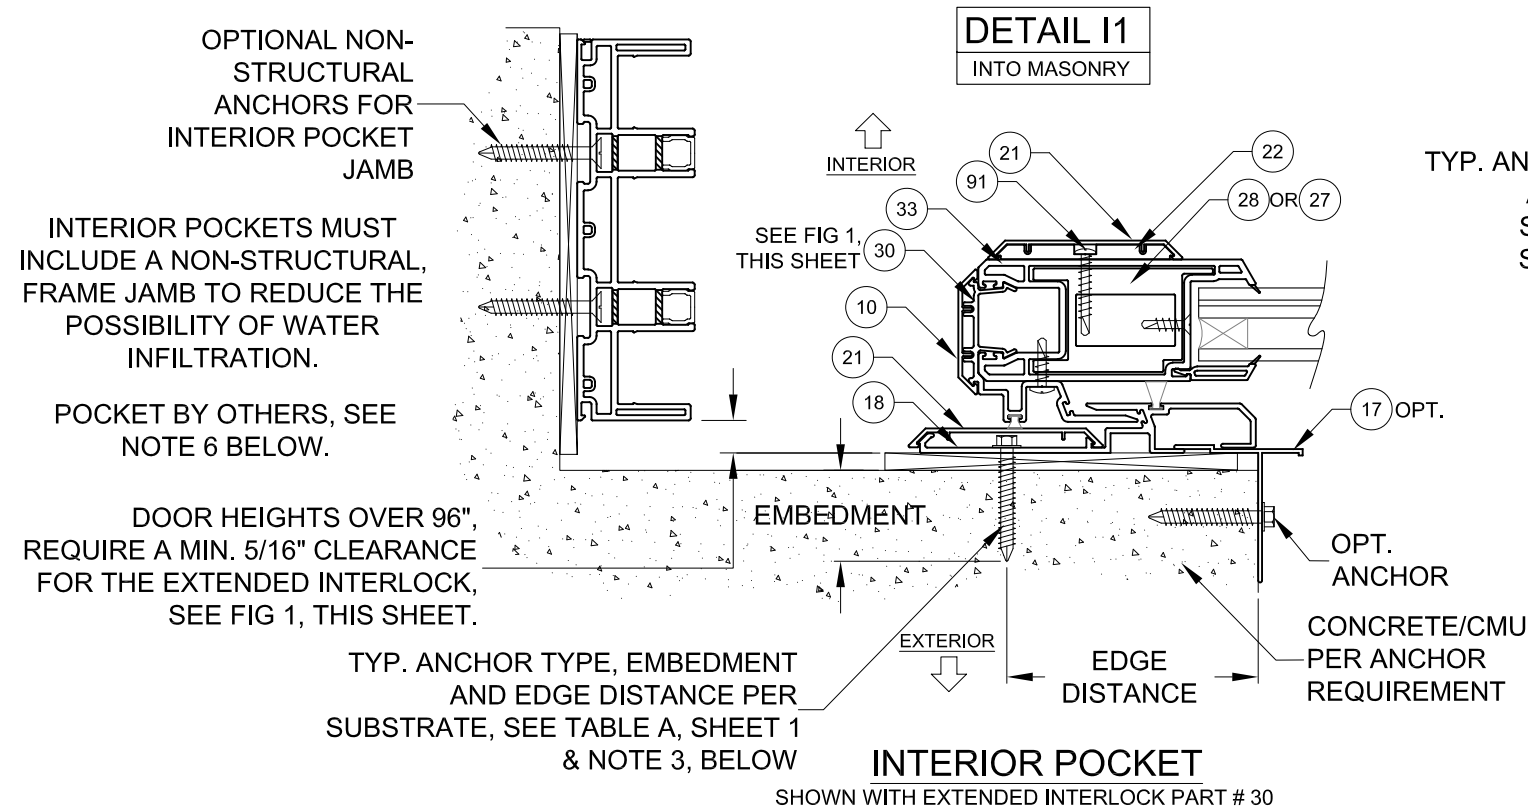 DETAIL I1
INTO MASONRY
OPTIONAL NON-
STRUCTURAL
ANCHORS FOR
INTERIOR POCKET
JAMB
INTERIOR POCKETS MUST
INCLUDE A NON-STRUCTURAL,
FRAME JAMB TO REDUCE THE
POSSIBILITY OF WATER
INFILTRATION.
POCKET BY OTHERS, SEE
NOTE 6 BELOW.
DOOR HEIGHTS OVER 96",
REQUIRE A MIN. 5/16" CLEARANCE
FOR THE EXTENDED INTERLOCK,
SEE FIG 1, THIS SHEET.
TYP. ANCHOR TYPE, EMBEDMENT
AND EDGE DISTANCE PER
SUBSTRATE, SEE TABLE A, SHEET 1
& NOTE 3, BELOW
INTERIOR
21
22
91
28 OR 27
33
SEE FIG 1,
THIS SHEET
30
10
21
18
17 OPT.
EMBEDMENT
OPT.
ANCHOR
EXTERIOR
EDGE
DISTANCE
CONCRETE/CMU
PER ANCHOR
REQUIREMENT
TYP. AN
S
S
INTERIOR POCKET
SHOWN WITH EXTENDED INTERLOCK PART # 30